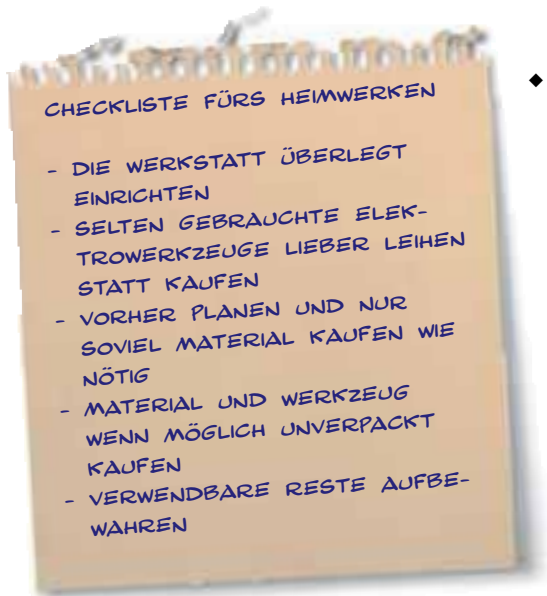 CHECKLISTE FÜRS HEIMWERKEN
- DIE WERKSTATT ÜBERLEGT
EINRICHTEN
- SELTEN GEBRAUCHTE ELEK-
TROWERKZEUGE LIEBER LEIHEN
STATT KAUFEN
- VORHER PLANEN UND NUR
SOVIEL MATERIAL KAUFEN WIE
NÖTIG
- MATERIAL UND WERKZEUG
WENN MÖGLICH UNVERPACKT
KAUFEN
- VERWENDBARE RESTE AUFBE-
WAHREN